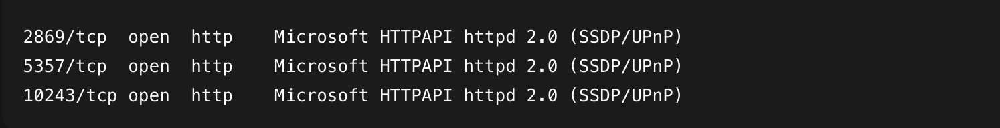 2869/tcp  open  http    Microsoft HTTPAPI httpd 2.0 (SSDP/UPnP)
5357/tcp  open  http    Microsoft HTTPAPI httpd 2.0 (SSDP/UPnP)
10243/tcp open  http    Microsoft HTTPAPI httpd 2.0 (SSDP/UPnP)